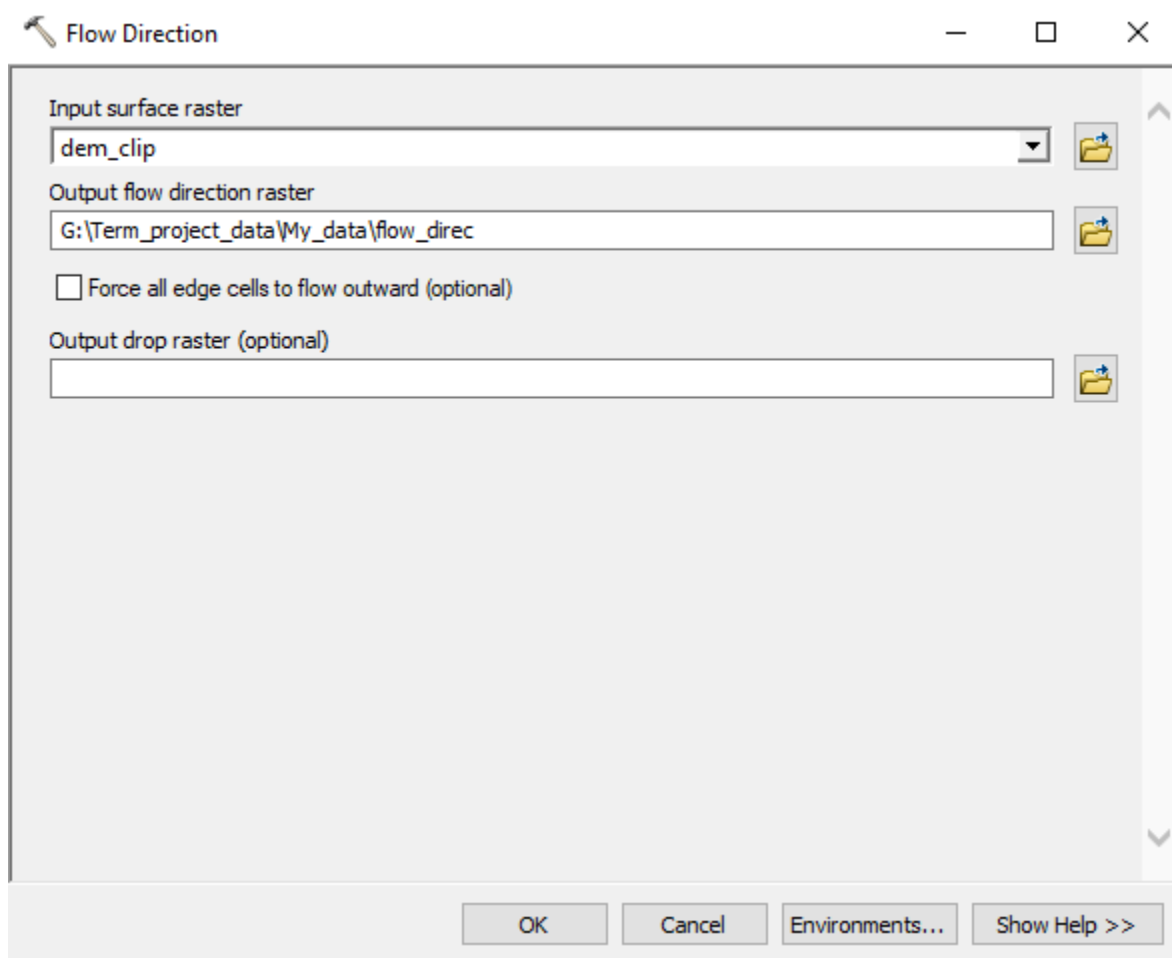 Flow Direction
Input surface raster
dem_clip
Output flow direction raster
G:\Term_project_data\My_data\flow_direc
Force all edge cells to flow outward (optional)
Output drop raster (optional)
OK Cancel Environments... Show Help >>